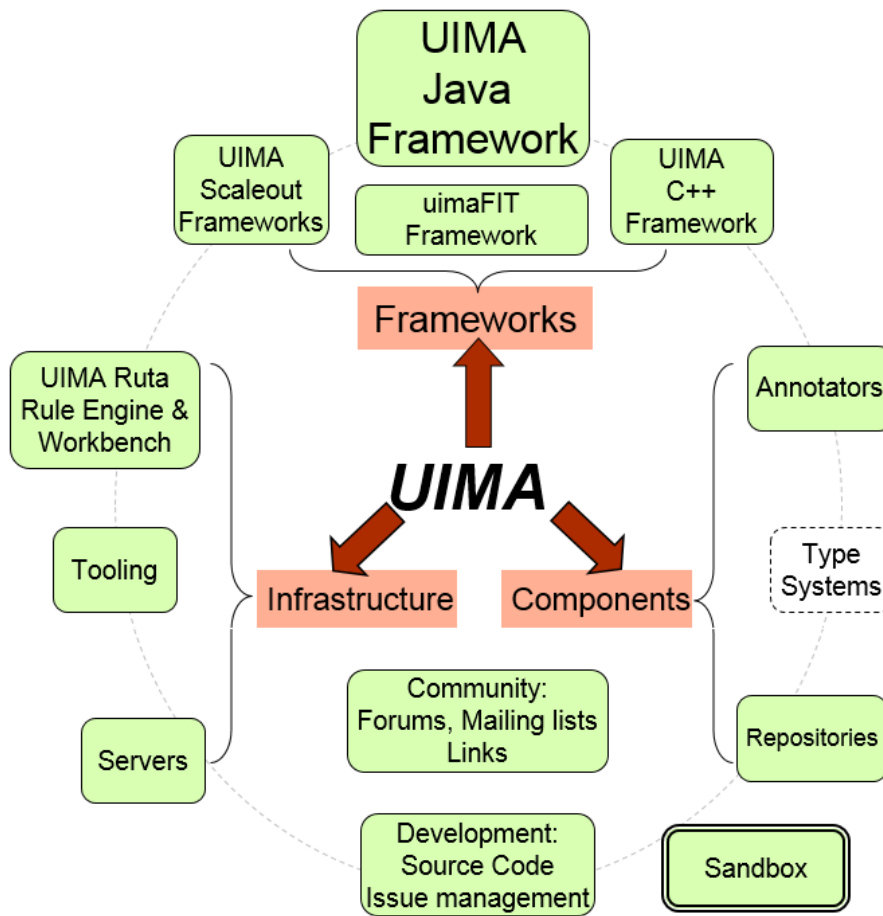 UIMA
Java
Framework
UIMA
Scaleout
Frameworks
uimaFIT
Framework
UIMA
C++
Framework
Frameworks
UIMA Ruta
Rule Engine &
Workbench
Annotators
UIMA
Tooling
Type
Systems
Infrastructure
Components
Community:
Forums, Mailing lists
Links
Servers
Repositories
Development:
Source Code
Issue management
Sandbox